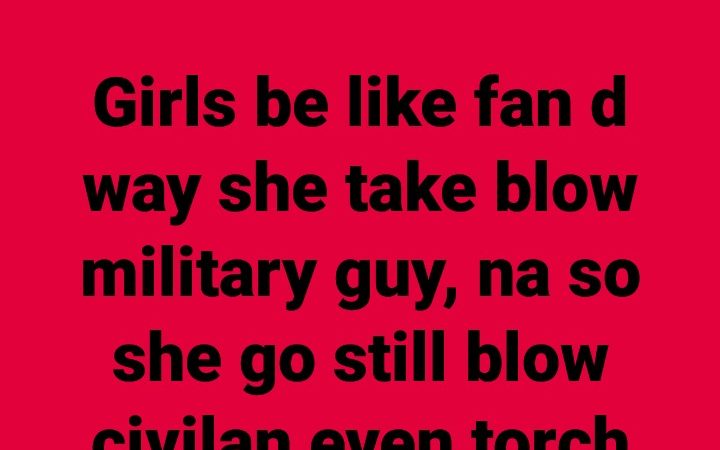 Girls be like fan d
way she take blow
military guy, na so
she go still blow
civilan even torch